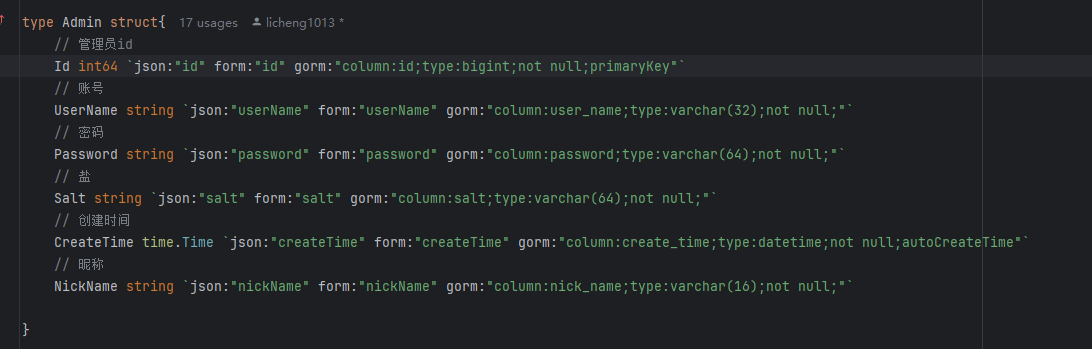 type Admin struct{ 17 usages licheng1013 *
// 管理员id
Id int64 `json:"id" form:"id" gorm:"column:id;type:bigint;not null;primaryKey"`
// 账号
UserName string `json:"userName" form:"userName" gorm:"column:user_name;type:varchar(32);not null;"`
// 密码
Password string `json:"password" form:"password" gorm:"column:password;type:varchar(64);not null;"`
// 盐
Salt string `json:"salt" form:"salt" gorm:"column:salt;type:varchar(64);not null;"`
// 创建时间
CreateTime time.Time `json:"createTime" form:"createTime" gorm:"column:create_time;type:datetime;not null;autoCreateTime"`
// 昵称
NickName string `json:"nickName" form:"nickName" gorm:"column:nick_name;type:varchar(16);not null;"`
}